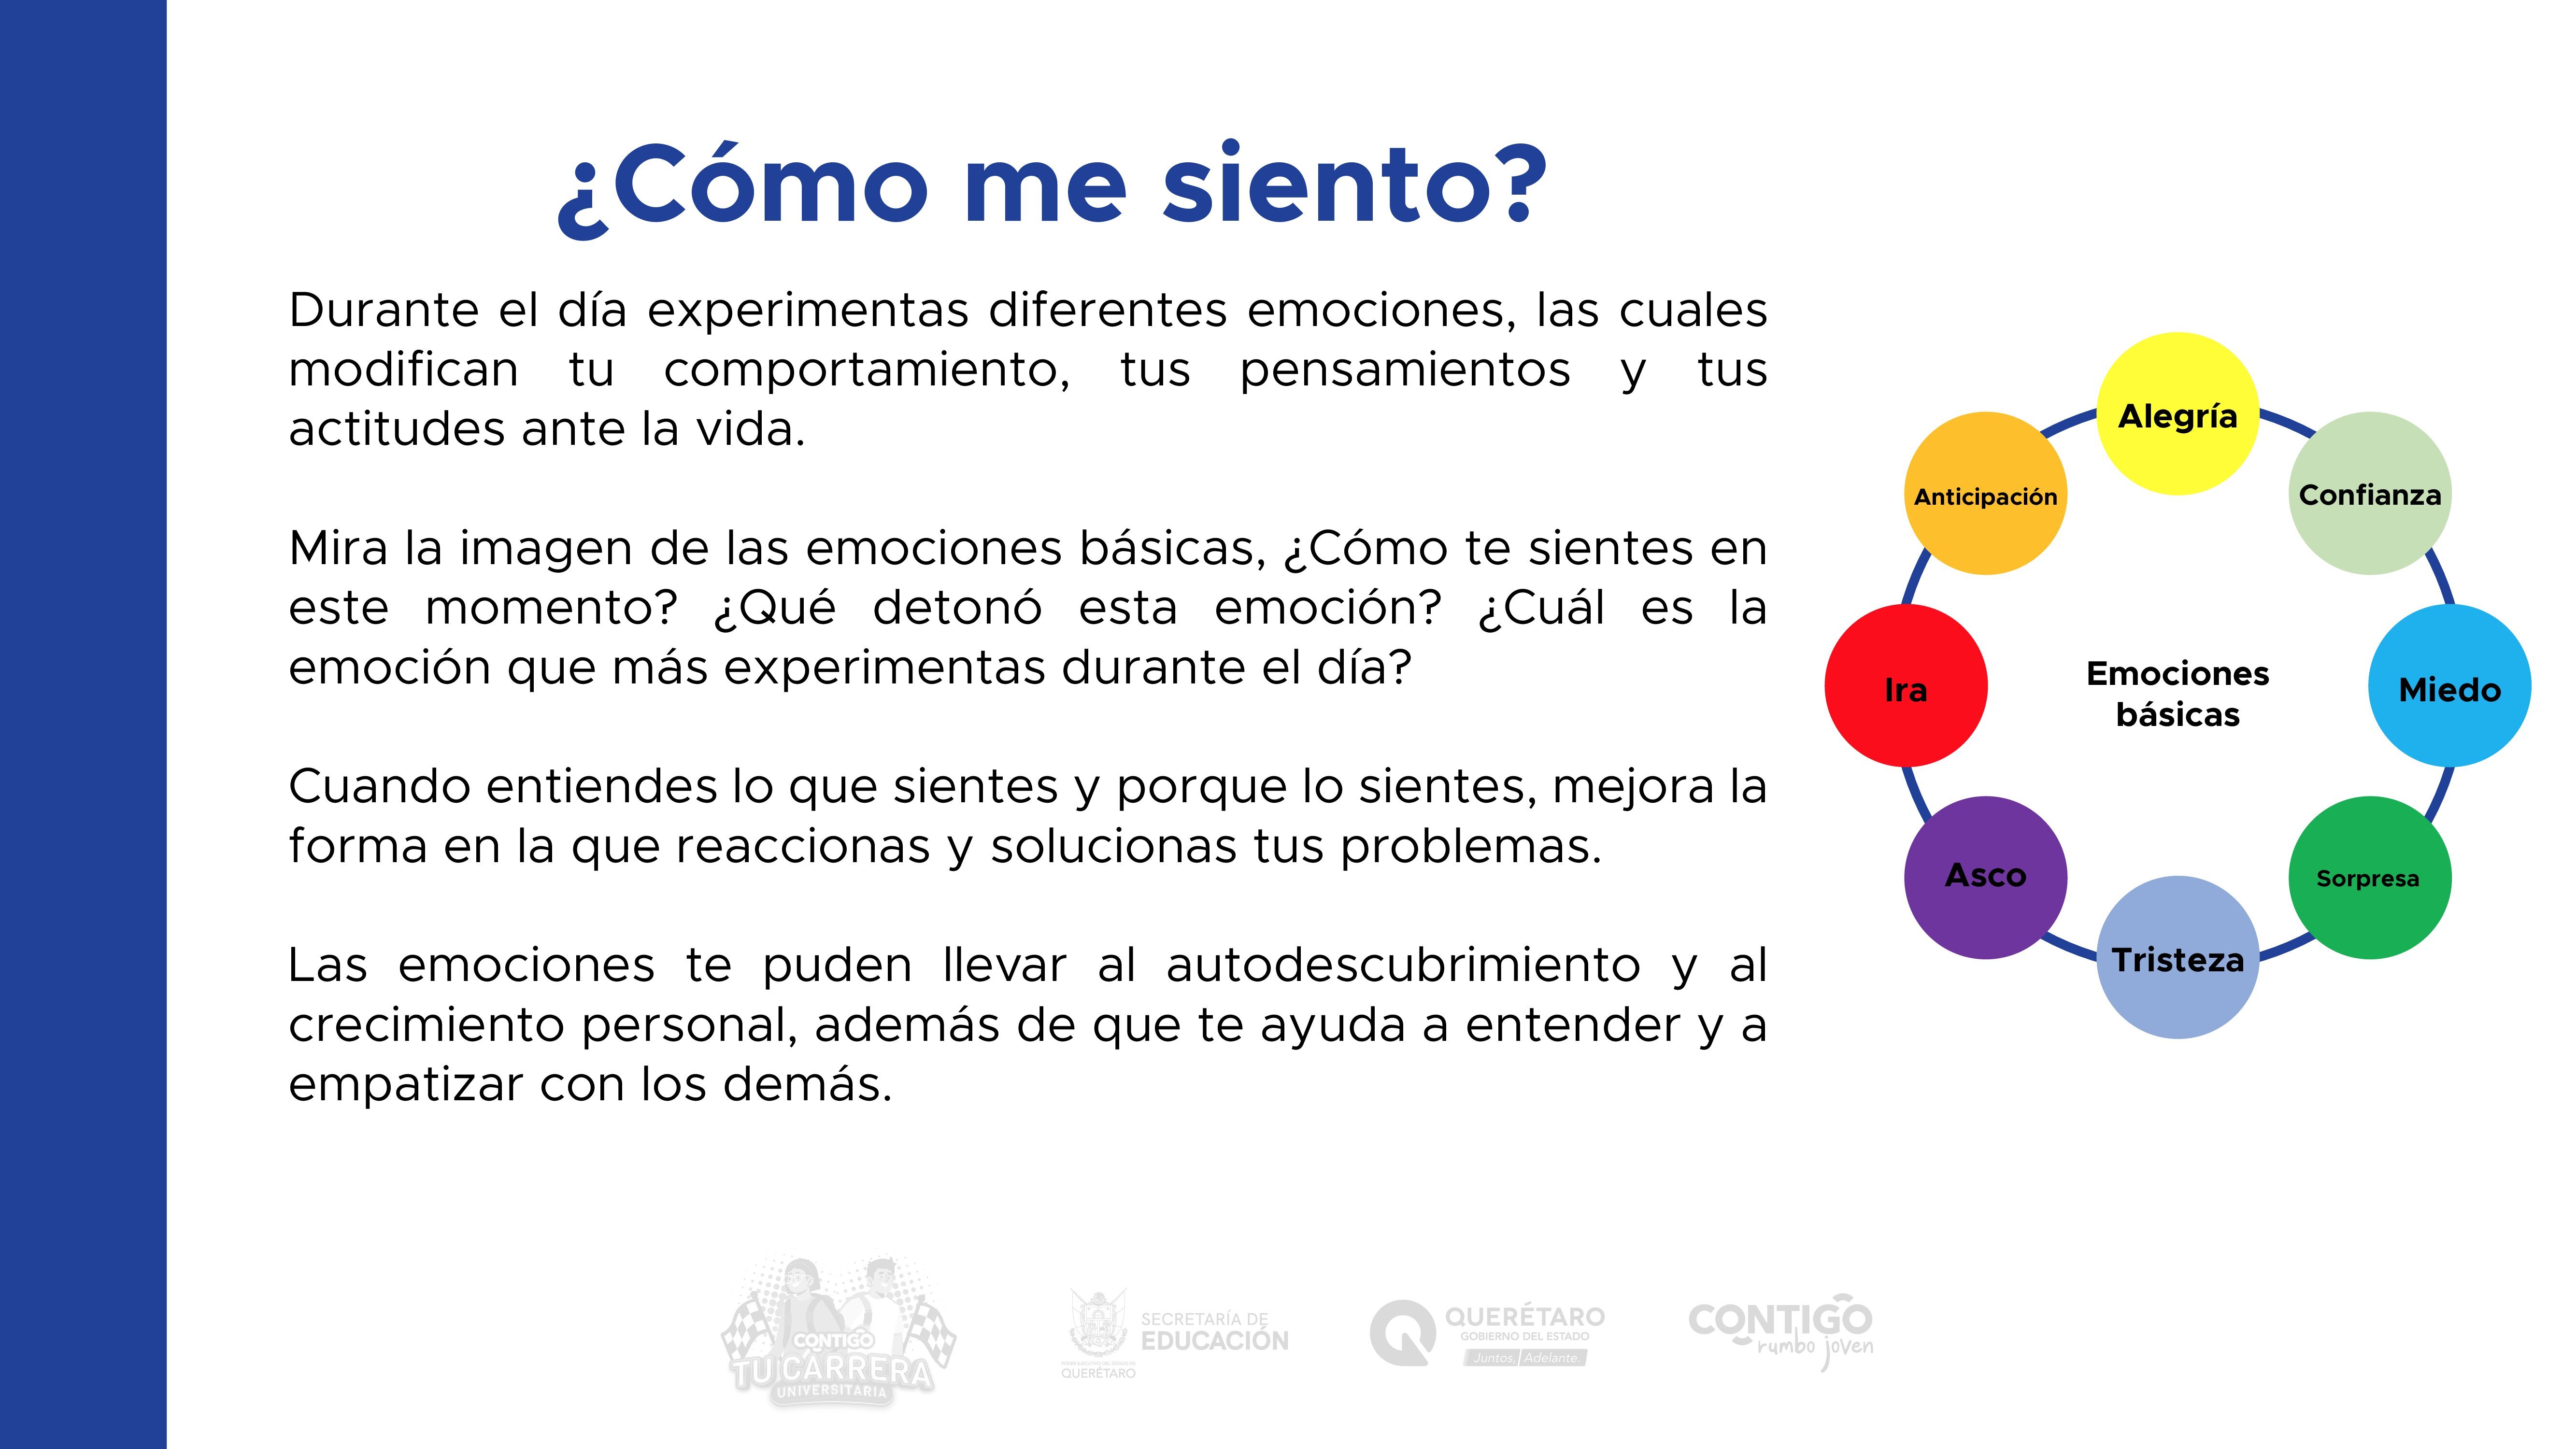 ¿Cómo me siento?
Durante el día experimentas diferentes emociones, las cuales
modifican tu comportamiento, tus pensamientos y tus
actitudes ante la vida.
Mira la imagen de las emociones básicas, ¿Cómo te sientes en
este momento? ¿Qué detonó esta emoción? ¿Cuál es la
emoción que más experimentas durante el día?
Cuando entiendes lo que sientes y porque lo sientes, mejora la
forma en la que reaccionas y solucionas tus problemas.
Las emociones te puden llevar al autodescubrimiento y al
crecimiento personal, además de que te ayuda a entender y a
empatizar con los demás.
Alegría
Confianza
Miedo
Sorpresa
Tristeza
Asco
Ira
Anticipación
Emociones
básicas
CONTIGO
TU CARRERA
UNIVERSITARIA
SECRETARÍA DE
EDUCACIÓN
QUERÉTARO
QUERÉTARO
GOBIERNO DEL ESTADO
Juntos, Adelante.
CONTIGO
rumbo joven